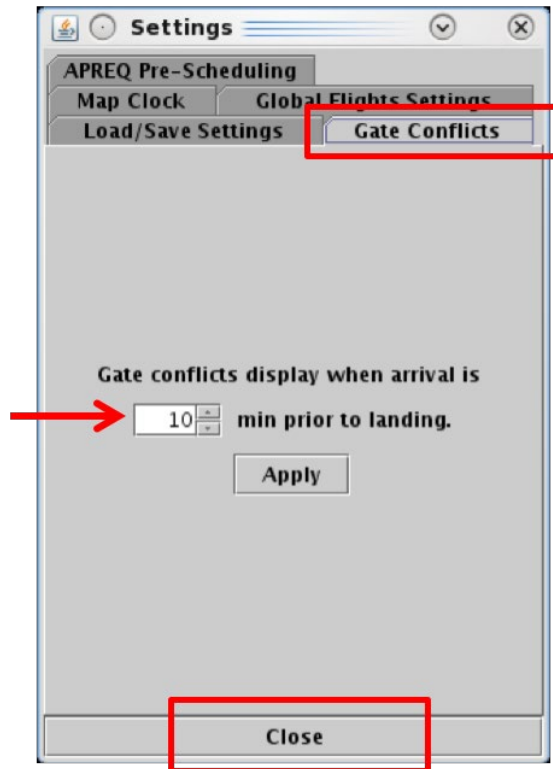 Settings
APREQ Pre-Scheduling
Map Clock Global Flights Settings
Load/Save Settings Gate Conflicts
Gate conflicts display when arrival is
10 min prior to landing.
Apply
Close